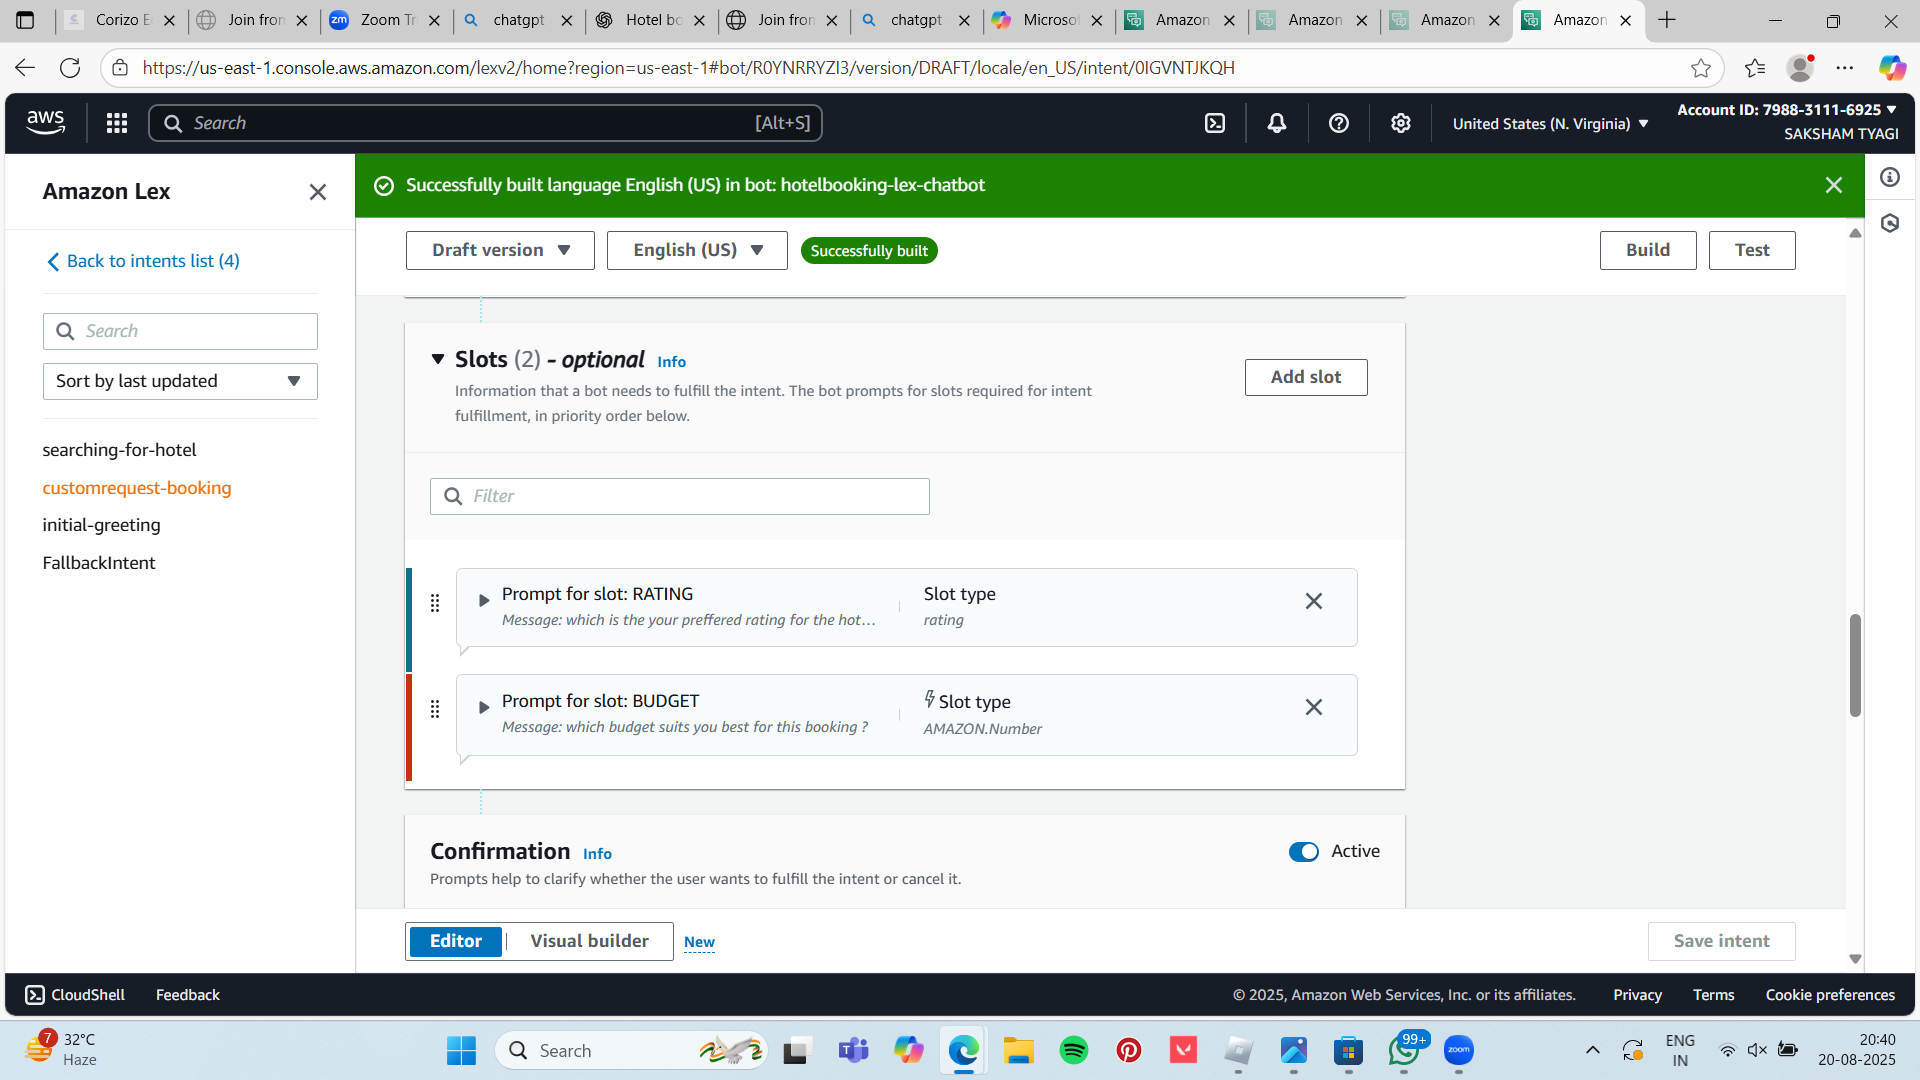 Corizo E
Join fron
Zoom Tr
chatgpt
Hotel bo
Join fron
chatgpt
Microsof
Amazon
Amazon
Amazon
Amazon
https://us-east-1.console.aws.amazon.com/lexv2/home?region=us-east-1#bot/R0YNRRYZI3/version/DRAFT/locale/en_US/intent/0IGVNTJKQH
aws
Search
[Alt+S]
United States (N. Virginia)
Account ID: 7988-3111-6925
SAKSHAM TYAGI
Amazon Lex
Successfully built language English (US) in bot: hotelbooking-lex-chatbot
Back to intents list (4)
Search
Sort by last updated
searching-for-hotel
customrequest-booking
initial-greeting
FallbackIntent
Draft version
English (US)
Successfully built
Build
Test
Slots (2) - optional Info
Information that a bot needs to fulfill the intent. The bot prompts for slots required for intent
fulfillment, in priority order below.
Add slot
Filter
Prompt for slot: RATING
Message: which is the your preffered rating for the hot...
Slot type
rating
Prompt for slot: BUDGET
Message: which budget suits you best for this booking ?
Slot type
AMAZON.Number
Confirmation Info
Prompts help to clarify whether the user wants to fulfill the intent or cancel it.
Active
Editor
Visual builder
New
Save intent
CloudShell
Feedback
© 2025, Amazon Web Services, Inc. or its affiliates.
Privacy
Terms
Cookie preferences
7
32°C
Haze
Search
99+
zoom
ENG
IN
20:40
20-08-2025